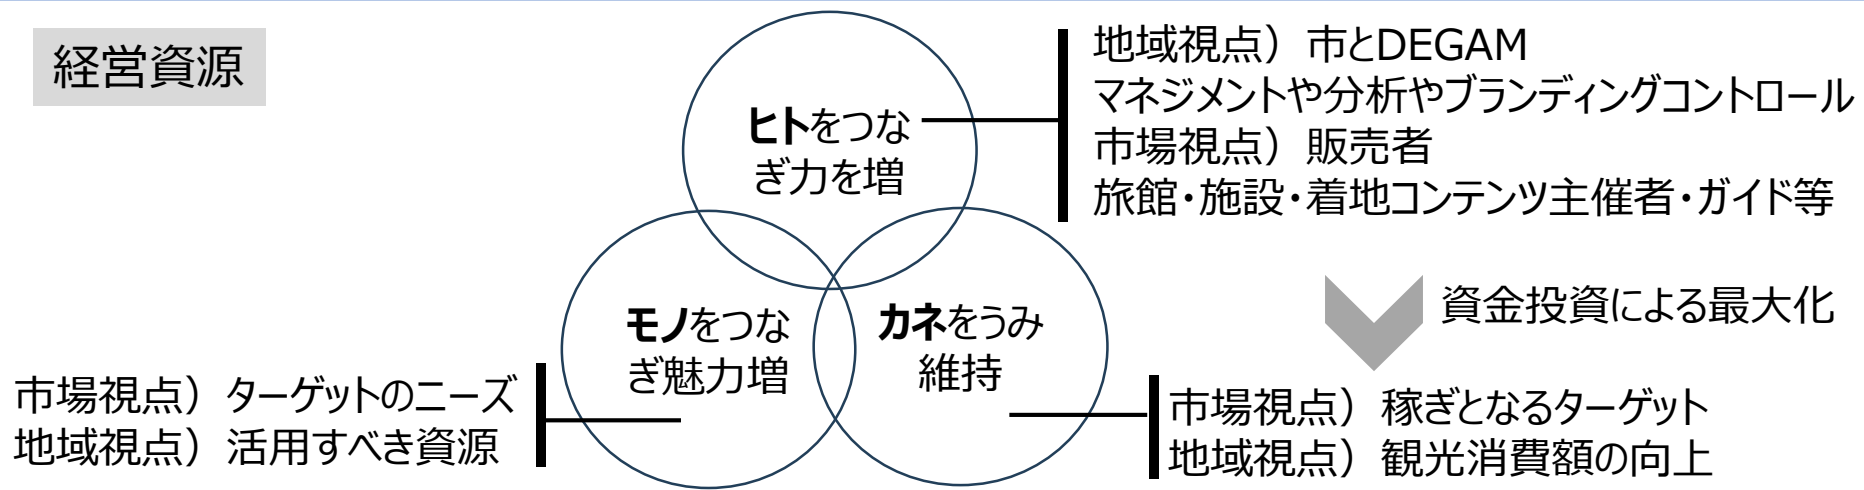 経営資源
ヒトをつな
ぎ力を増
地域視点）市とDEGAM
マネジメントや分析やブランディングコントロール
市場視点）販売者
旅館・施設・着地コンテンツ主催者・ガイド等
資金投資による最大化
モノをつな
ぎ魅力増
カネをうみ
維持
市場視点）ターゲットのニーズ
地域視点）活用すべき資源
市場視点）稼ぎとなるターゲット
地域視点）観光消費額の向上